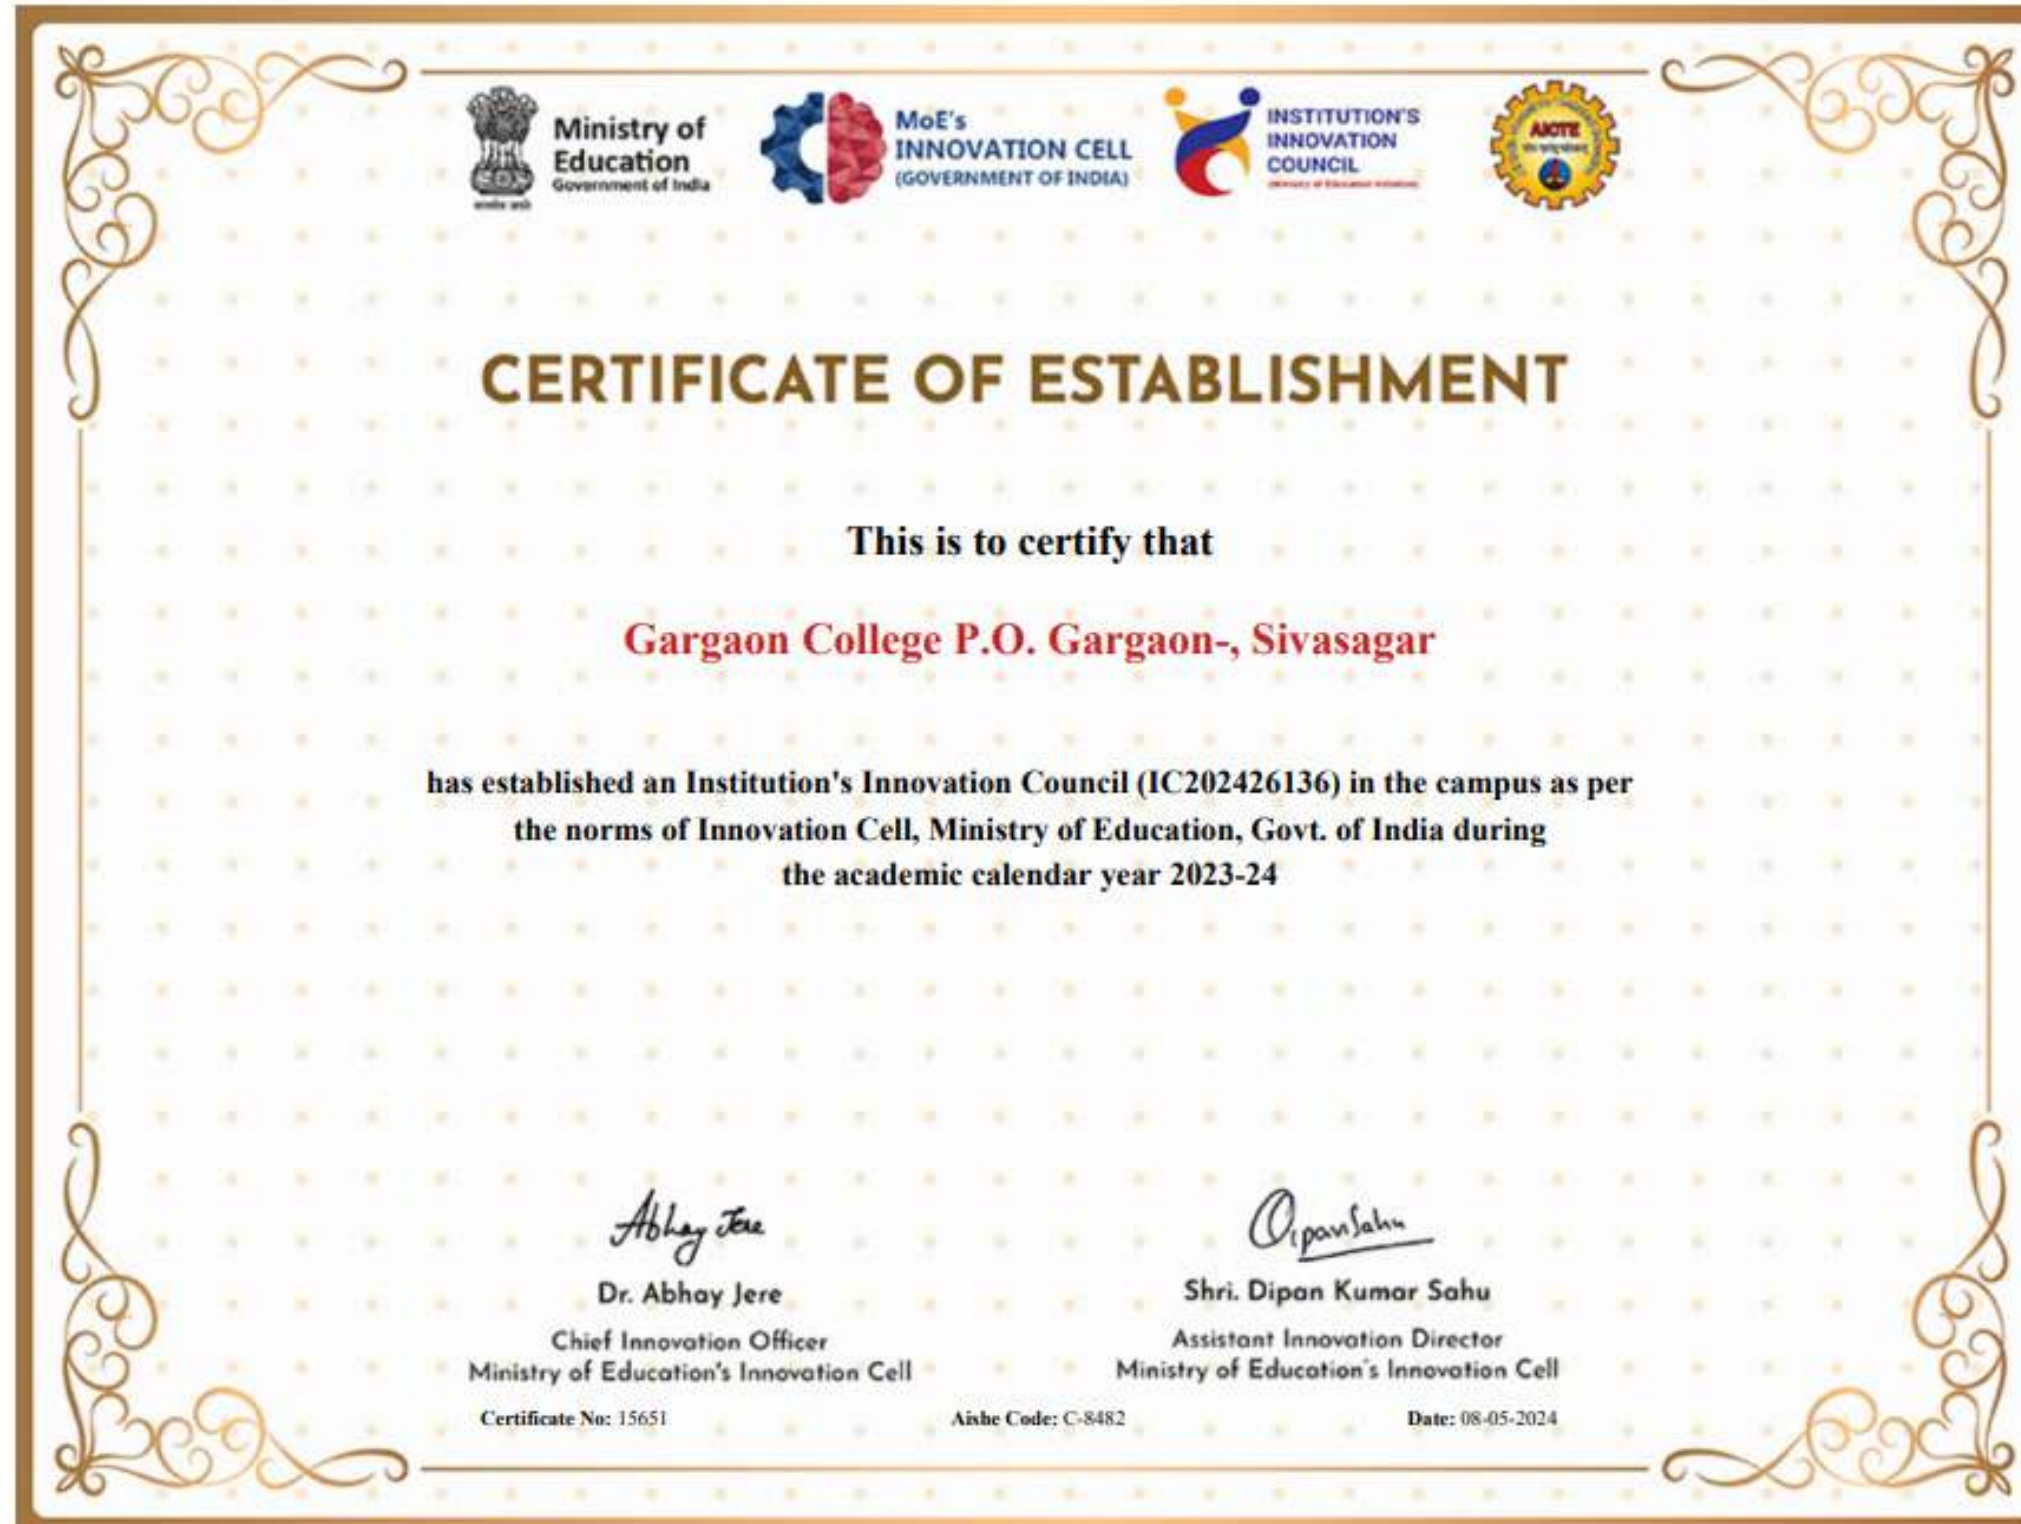 Ministry of
Education
Government of India
MoE's
INNOVATION CELL
(GOVERNMENT OF INDIA)
INSTITUTION'S
INNOVATION
COUNCIL
(Ministry of Education Initiative)
AICTE
CERTIFICATE OF ESTABLISHMENT
This is to certify that
Gargaon College P.O. Gargaon-, Sivasagar
has established an Institution's Innovation Council (IC202426136) in the campus as per
the norms of Innovation Cell, Ministry of Education, Govt. of India during
the academic calendar year 2023-24
Abhay Jere
Dipan Sahu
Dr. Abhay Jere
Shri. Dipan Kumar Sahu
Chief Innovation Officer
Assistant Innovation Director
Ministry of Education's Innovation Cell
Ministry of Education's Innovation Cell
Certificate No: 15651
Aishe Code: C-8482
Date: 08-05-2024